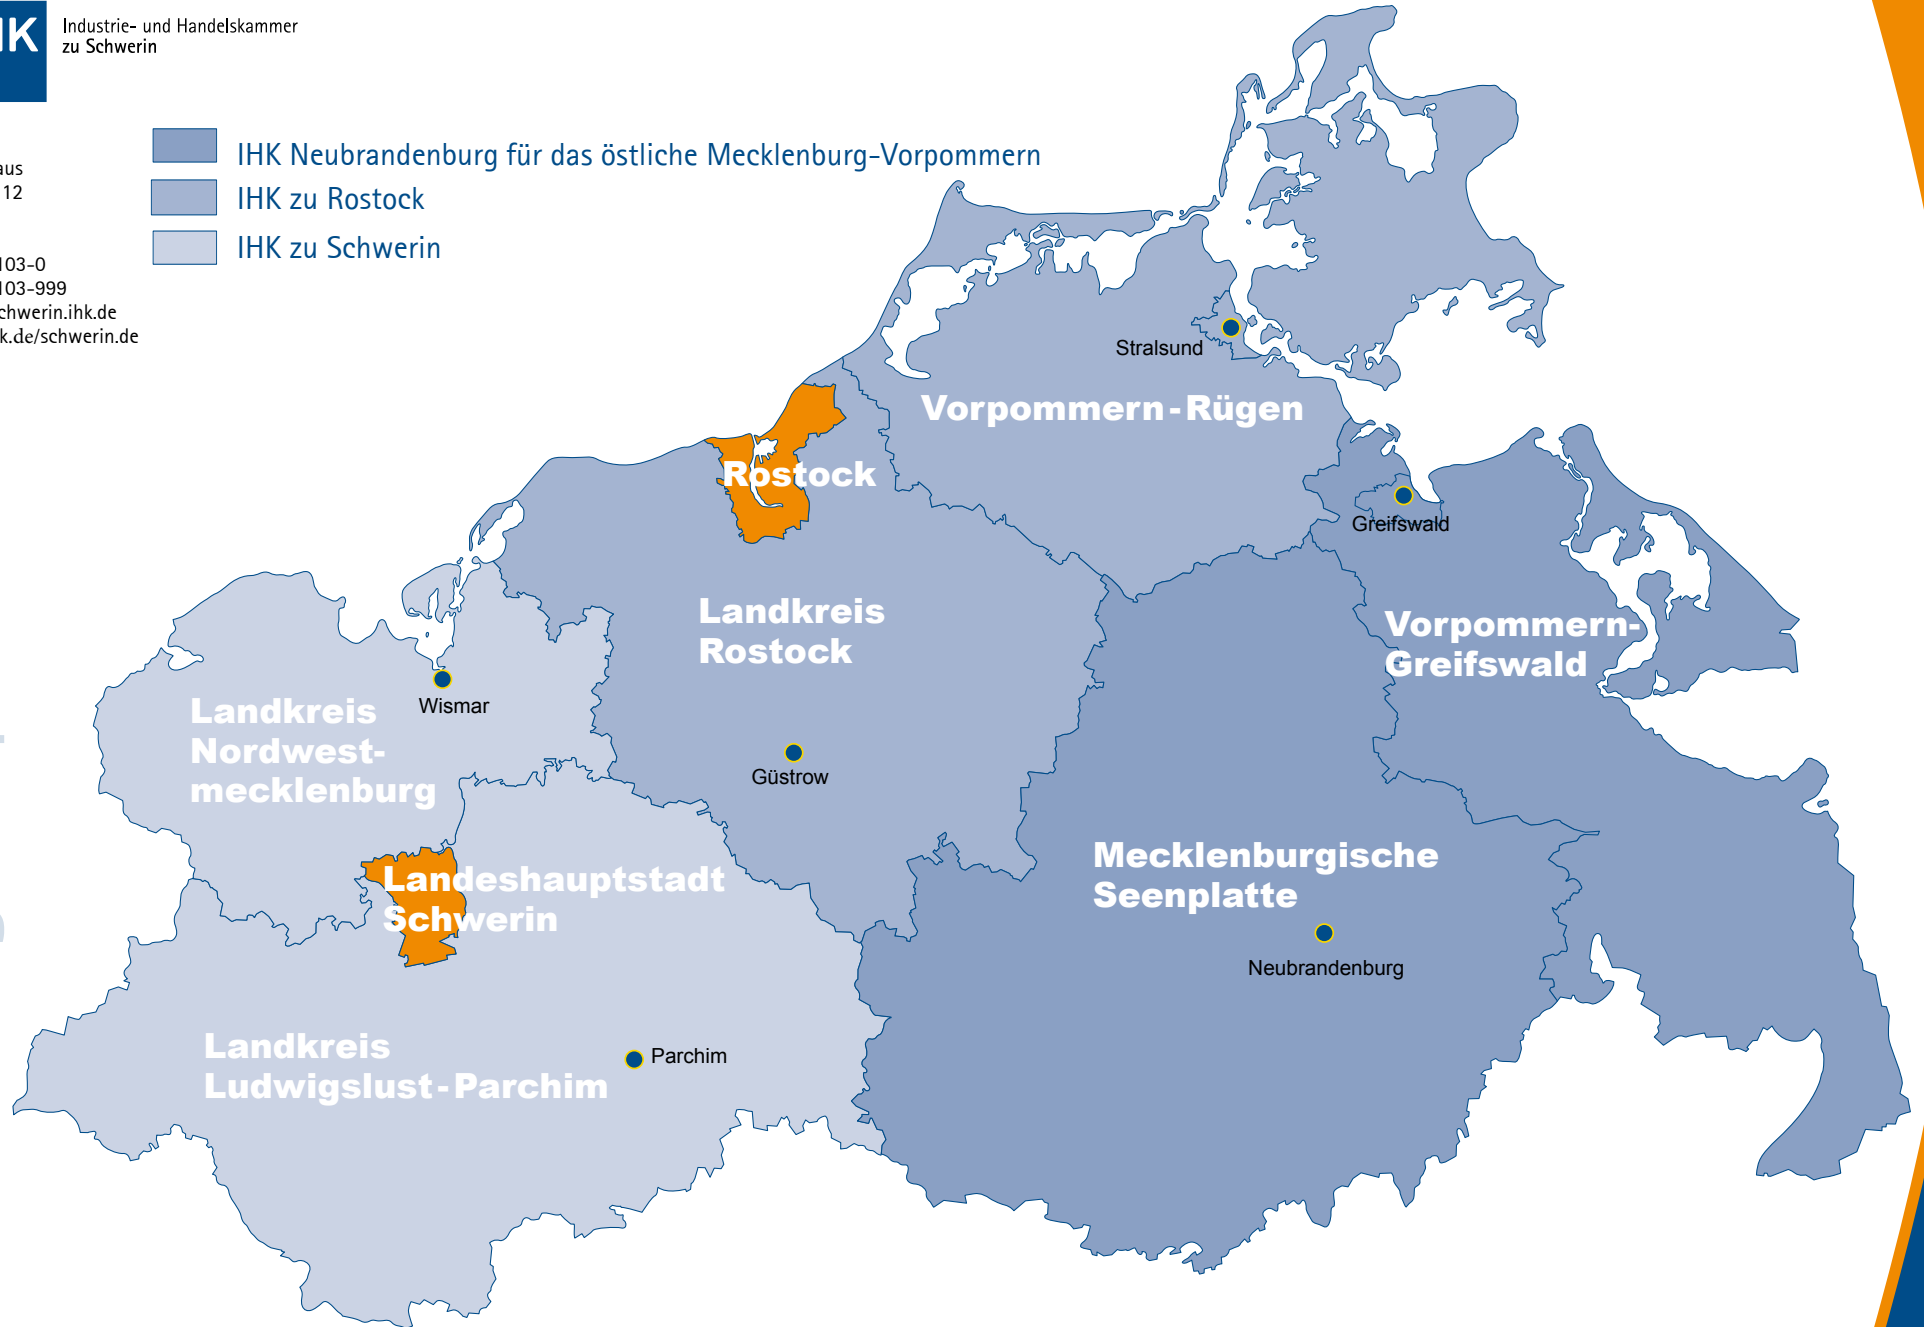 IHK
Industrie- und Handelskammer
zu Schwerin
12
103-0
103-999
chwerin.ihk.de
k.de/schwerin.de
IHK Neubrandenburg für das östliche Mecklenburg-Vorpommern
IHK zu Rostock
IHK zu Schwerin
Stralsund
Vorpommern-Rügen
Rostock
Greifswald
Landkreis
Rostock
Vorpommern-
Greifswald
Wismar
Landkreis
Nordwest-
mecklenburg
Güstrow
Mecklenburgische
Seenplatte
Landeshauptstadt
Schwerin
Neubrandenburg
Landkreis
Ludwigslust-Parchim
Parchim